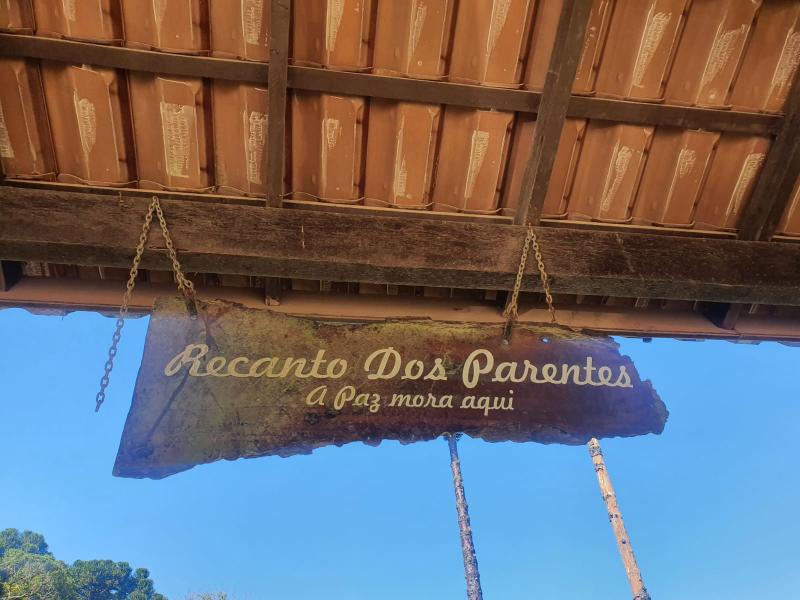 Recanto Dos Parentes
A Paz mora aqui